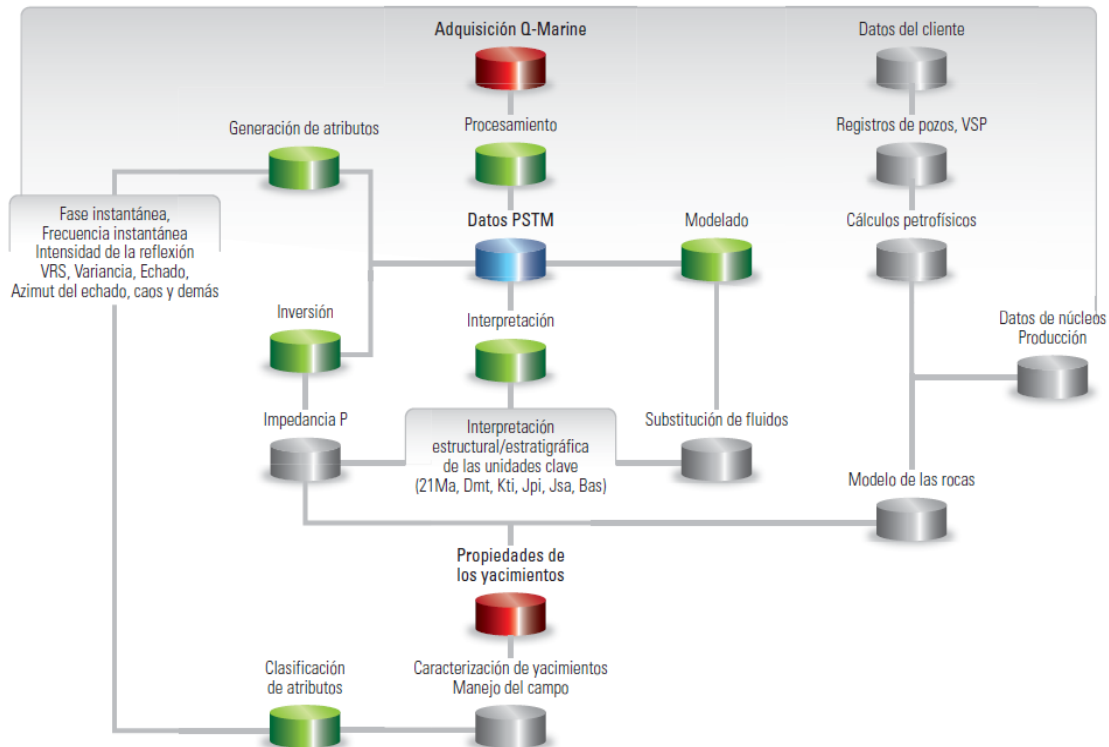 Adquisición Q-Marine
Datos del cliente
Generación de atributos
Procesamiento
Registros de pozos, VSP
Fase instantánea,
Frecuencia instantánea
Intensidad de la reflexión
VRS, Variancia, Echado,
Azimut del echado, caos y demás
Datos PSTM
Modelado
Cálculos petrofísicos
Inversión
Interpretación
Datos de núcleos
Producción
Impedancia P
Interpretación
estructural/estratigráfica
de las unidades clave
(21Ma, Dmt, Kti, Jpi, Jsa, Bas)
Substitución de fluidos
Modelo de las rocas
Propiedades de
los yacimientos
Clasificación
de atributos
Caracterización de yacimientos
Manejo del campo